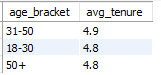 age_bracket avg_tenure
31-50 4.9
18-30 4.8
50+ 4.8